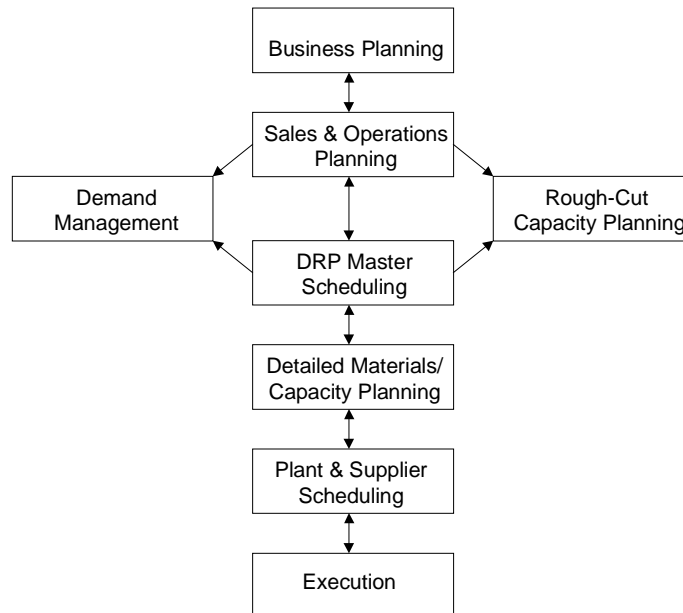 Business Planning
Sales & Operations
Planning
Demand
Management
Rough-Cut
Capacity Planning
DRP Master
Scheduling
Detailed Materials/
Capacity Planning
Plant & Supplier
Scheduling
Execution